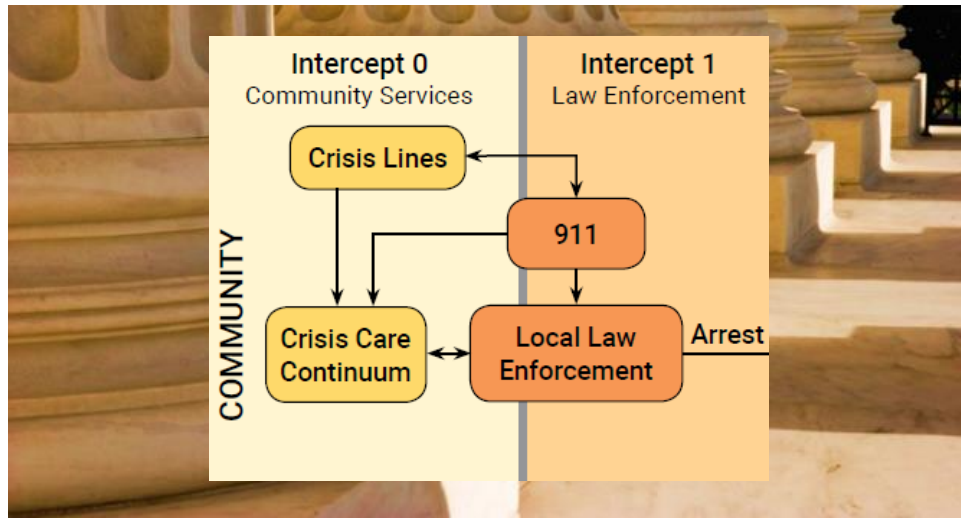 Intercept 0
Community Services
Intercept 1
Law Enforcement
Crisis Lines
911
COMMUNITY
Crisis Care
Continuum
Local Law
Enforcement
Arrest